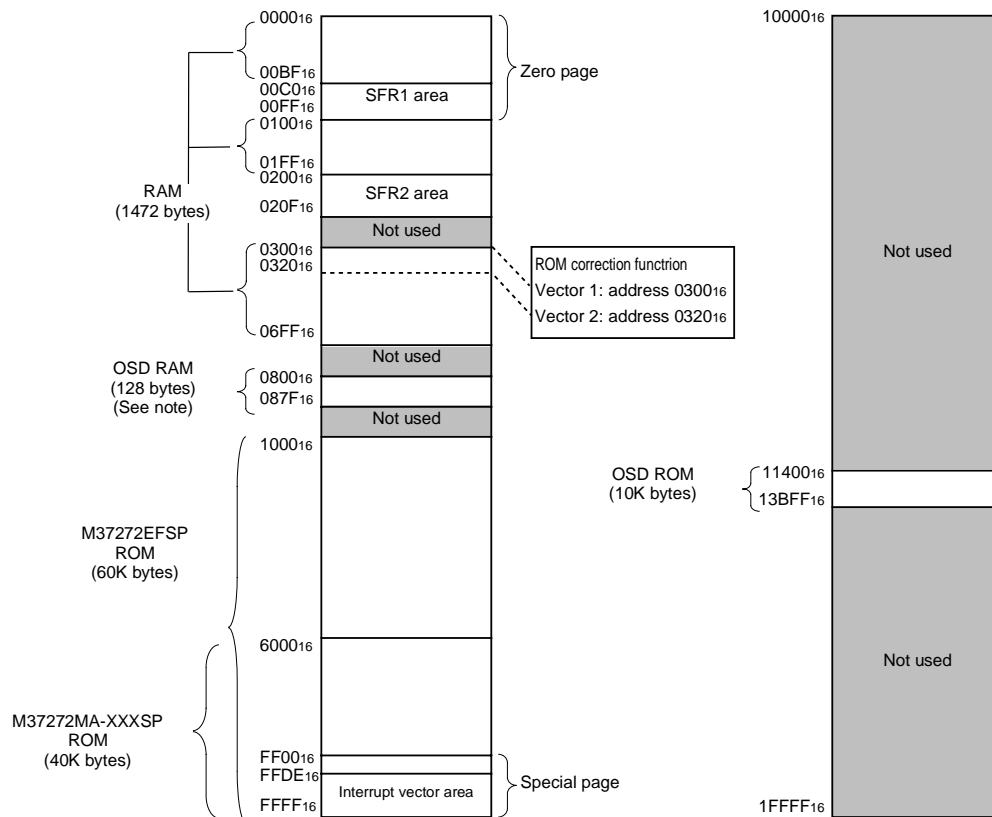 0000₁₆
00BF₁₆
00C0₁₆
00FF₁₆
0100₁₆
01FF₁₆
0200₁₆
020F₁₆
0300₁₆
0320₁₆
06FF₁₆
0800₁₆
087F₁₆
1000₁₆
6000₁₆
FF00₁₆
FFDE₁₆
FFFF₁₆
RAM
(1472 bytes)
OSD RAM
(128 bytes)
(See note)
M37272EFSP
ROM
(60K bytes)
M37272MA-XXXSP
ROM
(40K bytes)
SFR1 area
SFR2 area
Not used
Not used
Not used
Interrupt vector area
Zero page
ROM correction functrion
Vector 1: address 0300₁₆
Vector 2: address 0320₁₆
Special page
10000₁₆
Not used
OSD ROM
(10K bytes)
11400₁₆
13BFF₁₆
Not used
1FFFF₁₆